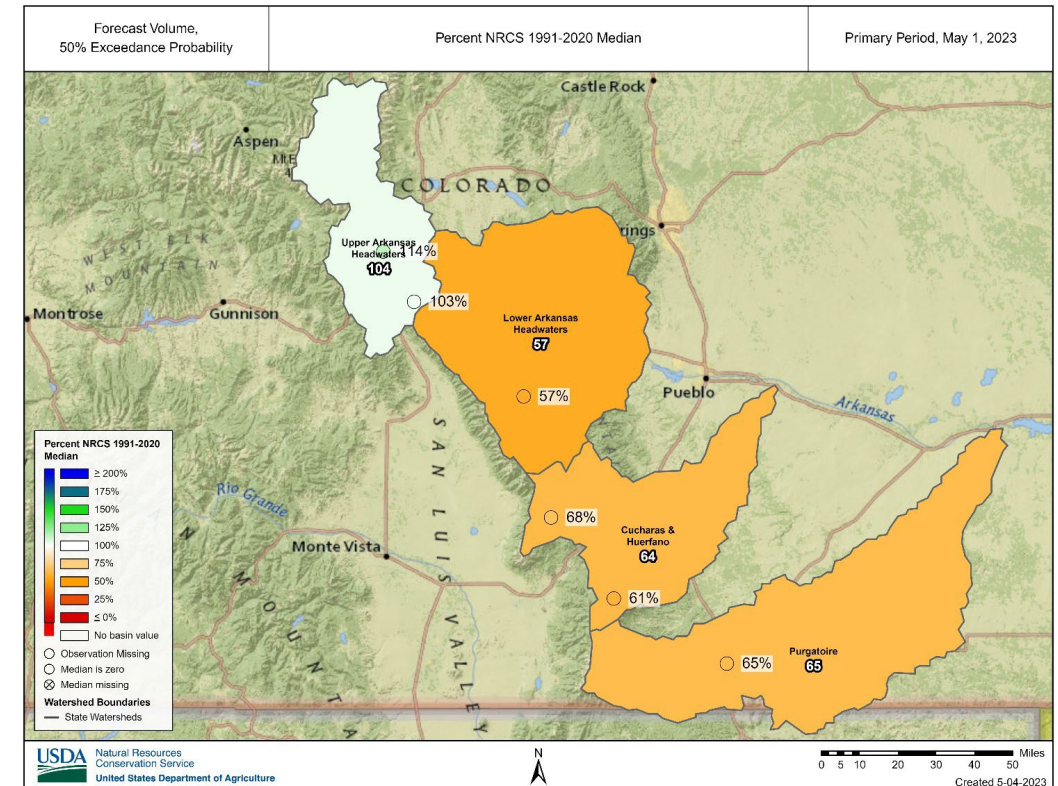 Forecast Volume,
50% Exceedance Probability
Percent NRCS 1991-2020 Median
Primary Period, May 1, 2023
Castle Rock
Aspen
COLORADO
rings
WEST ELK
MOUNTAIN
Upper Arkansas
Headwaters
104
114%
103%
Montrose
Gunnison
Lower Arkansas
Headwaters
57
57%
Pueblo
Arkansas
SAN LUIS VALLEY
Rio Grande
N MOUNTA
Monte Vista
68%
Cucharas &
Huerfano
64
61%
65%
Purgatoire
65
Percent NRCS 1991-2020
Median
≥ 200%
175%
150%
125%
100%
75%
50%
25%
≤ 0%
No basin value
Observation Missing
Median is zero
Median missing
Watershed Boundaries
State Watersheds
USDA
Natural Resources
Conservation Service
United States Department of Agriculture
N
Miles
0 5 10 20 30 40 50
Created 5-04-2023